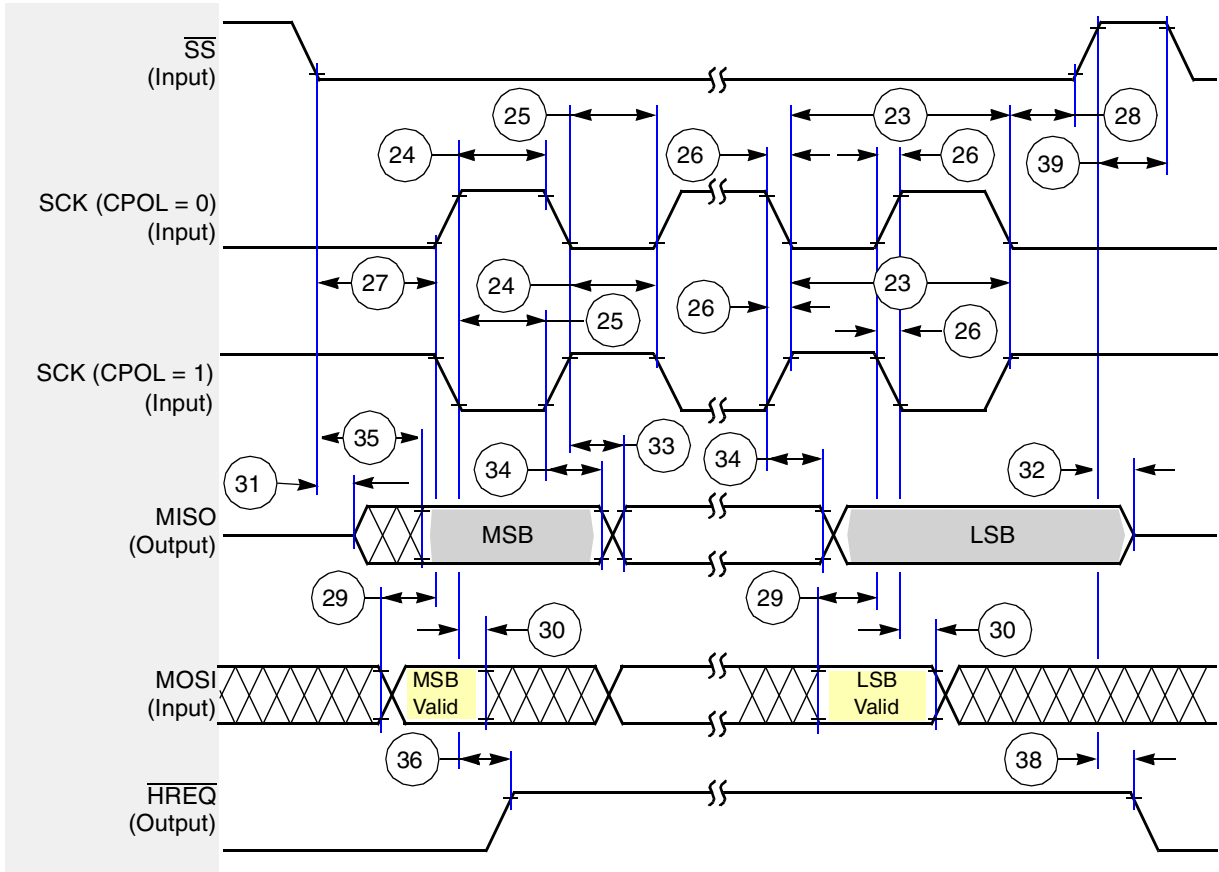 SS
(Input)
25
23
28
24
26
26
39
SCK (CPOL = 0)
(Input)
27
24
23
26
25
26
SCK (CPOL = 1)
(Input)
35
33
34
34
32
31
MISO
(Output)
MSB
LSB
29
29
30
30
MOSI
(Input)
MSB
Valid
LSB
Valid
36
38
HREQ
(Output)